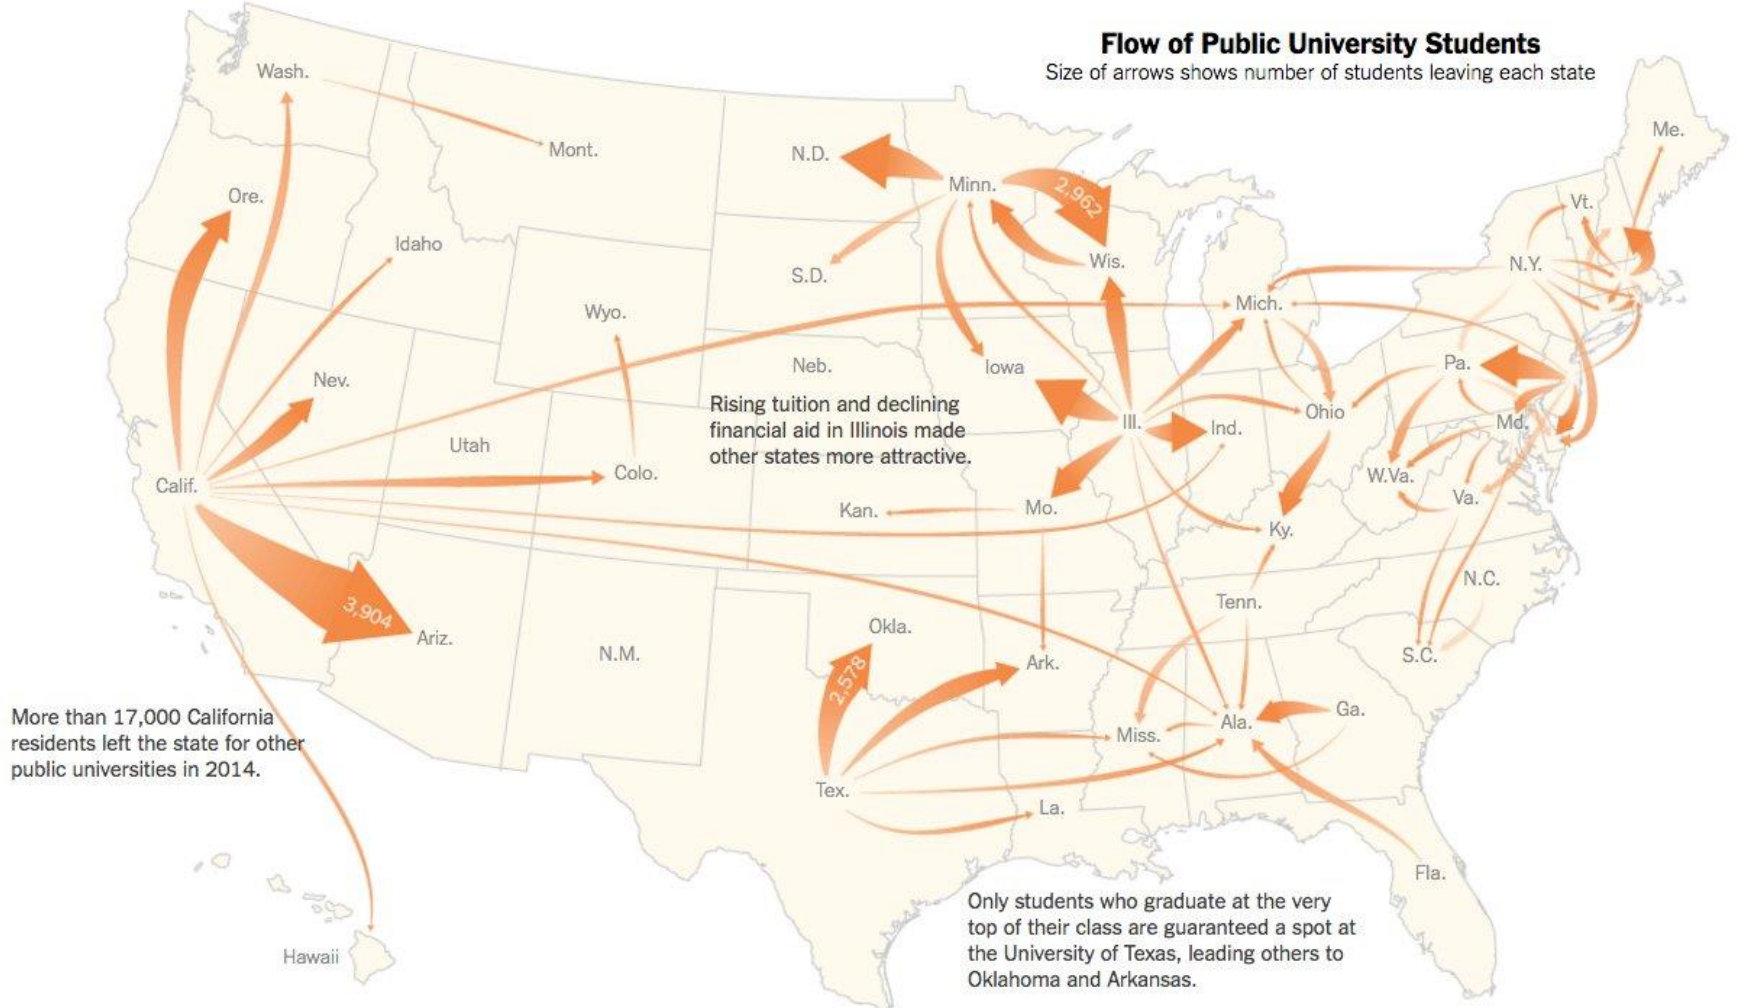 Flow of Public University Students
Size of arrows shows number of students leaving each state
Wash.
Mont.
N.D.
Minn.
2,962
Me.
Ore.
Idaho
Vt.
S.D.
Wis.
N.Y.
Wyo.
Mich.
Nev.
Neb.
Iowa
Pa.
Rising tuition and declining
financial aid in Illinois made
other states more attractive.
Ill.
Ind.
Ohio
Md.
Utah
Calif.
Colo.
Kan.
Mo.
W.Va.
Va.
Ky.
N.C.
3,904
Ariz.
N.M.
Okla.
2,578
Tenn.
Ark.
S.C.
More than 17,000 California
residents left the state for other
public universities in 2014.
Miss.
Ala.
Ga.
Tex.
La.
Fla.
Only students who graduate at the very
top of their class are guaranteed a spot at
the University of Texas, leading others to
Oklahoma and Arkansas.
Hawaii